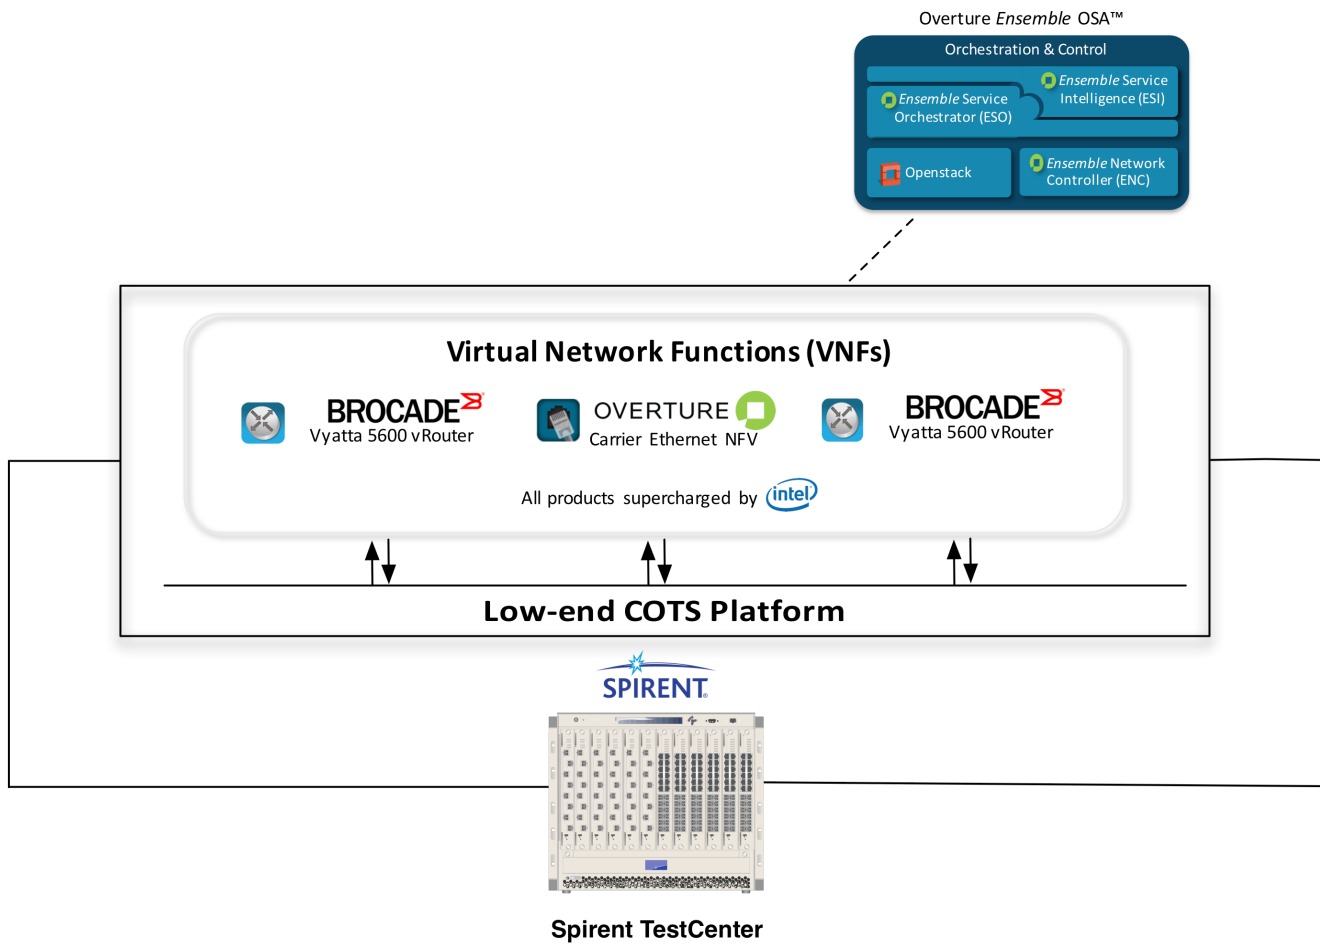 Overture Ensemble OSA™
Orchestration & Control
Ensemble Service
Intelligence (ESI)
Ensemble Service
Orchestrator (ESO)
Openstack
Ensemble Network
Controller (ENC)
Virtual Network Functions (VNFs)
BROCADE
Vyatta 5600 vRouter
OVERTURE
Carrier Ethernet NFV
BROCADE
Vyatta 5600 vRouter
All products supercharged by intel
Low-end COTS Platform
SPIRENT®
Spirent TestCenter